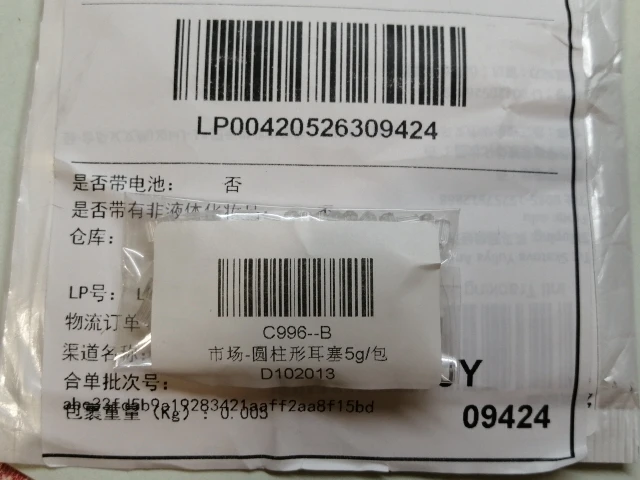 LP00420526309424
是否带电池： 否
是否带有非液体化妆品： 否
仓库：
LP号： L
C996--B
市场-圆柱形耳塞5g/包
D102013
物流订单
渠道名称：
合单批次号：
包裹重量（Kg）：0.005
09424